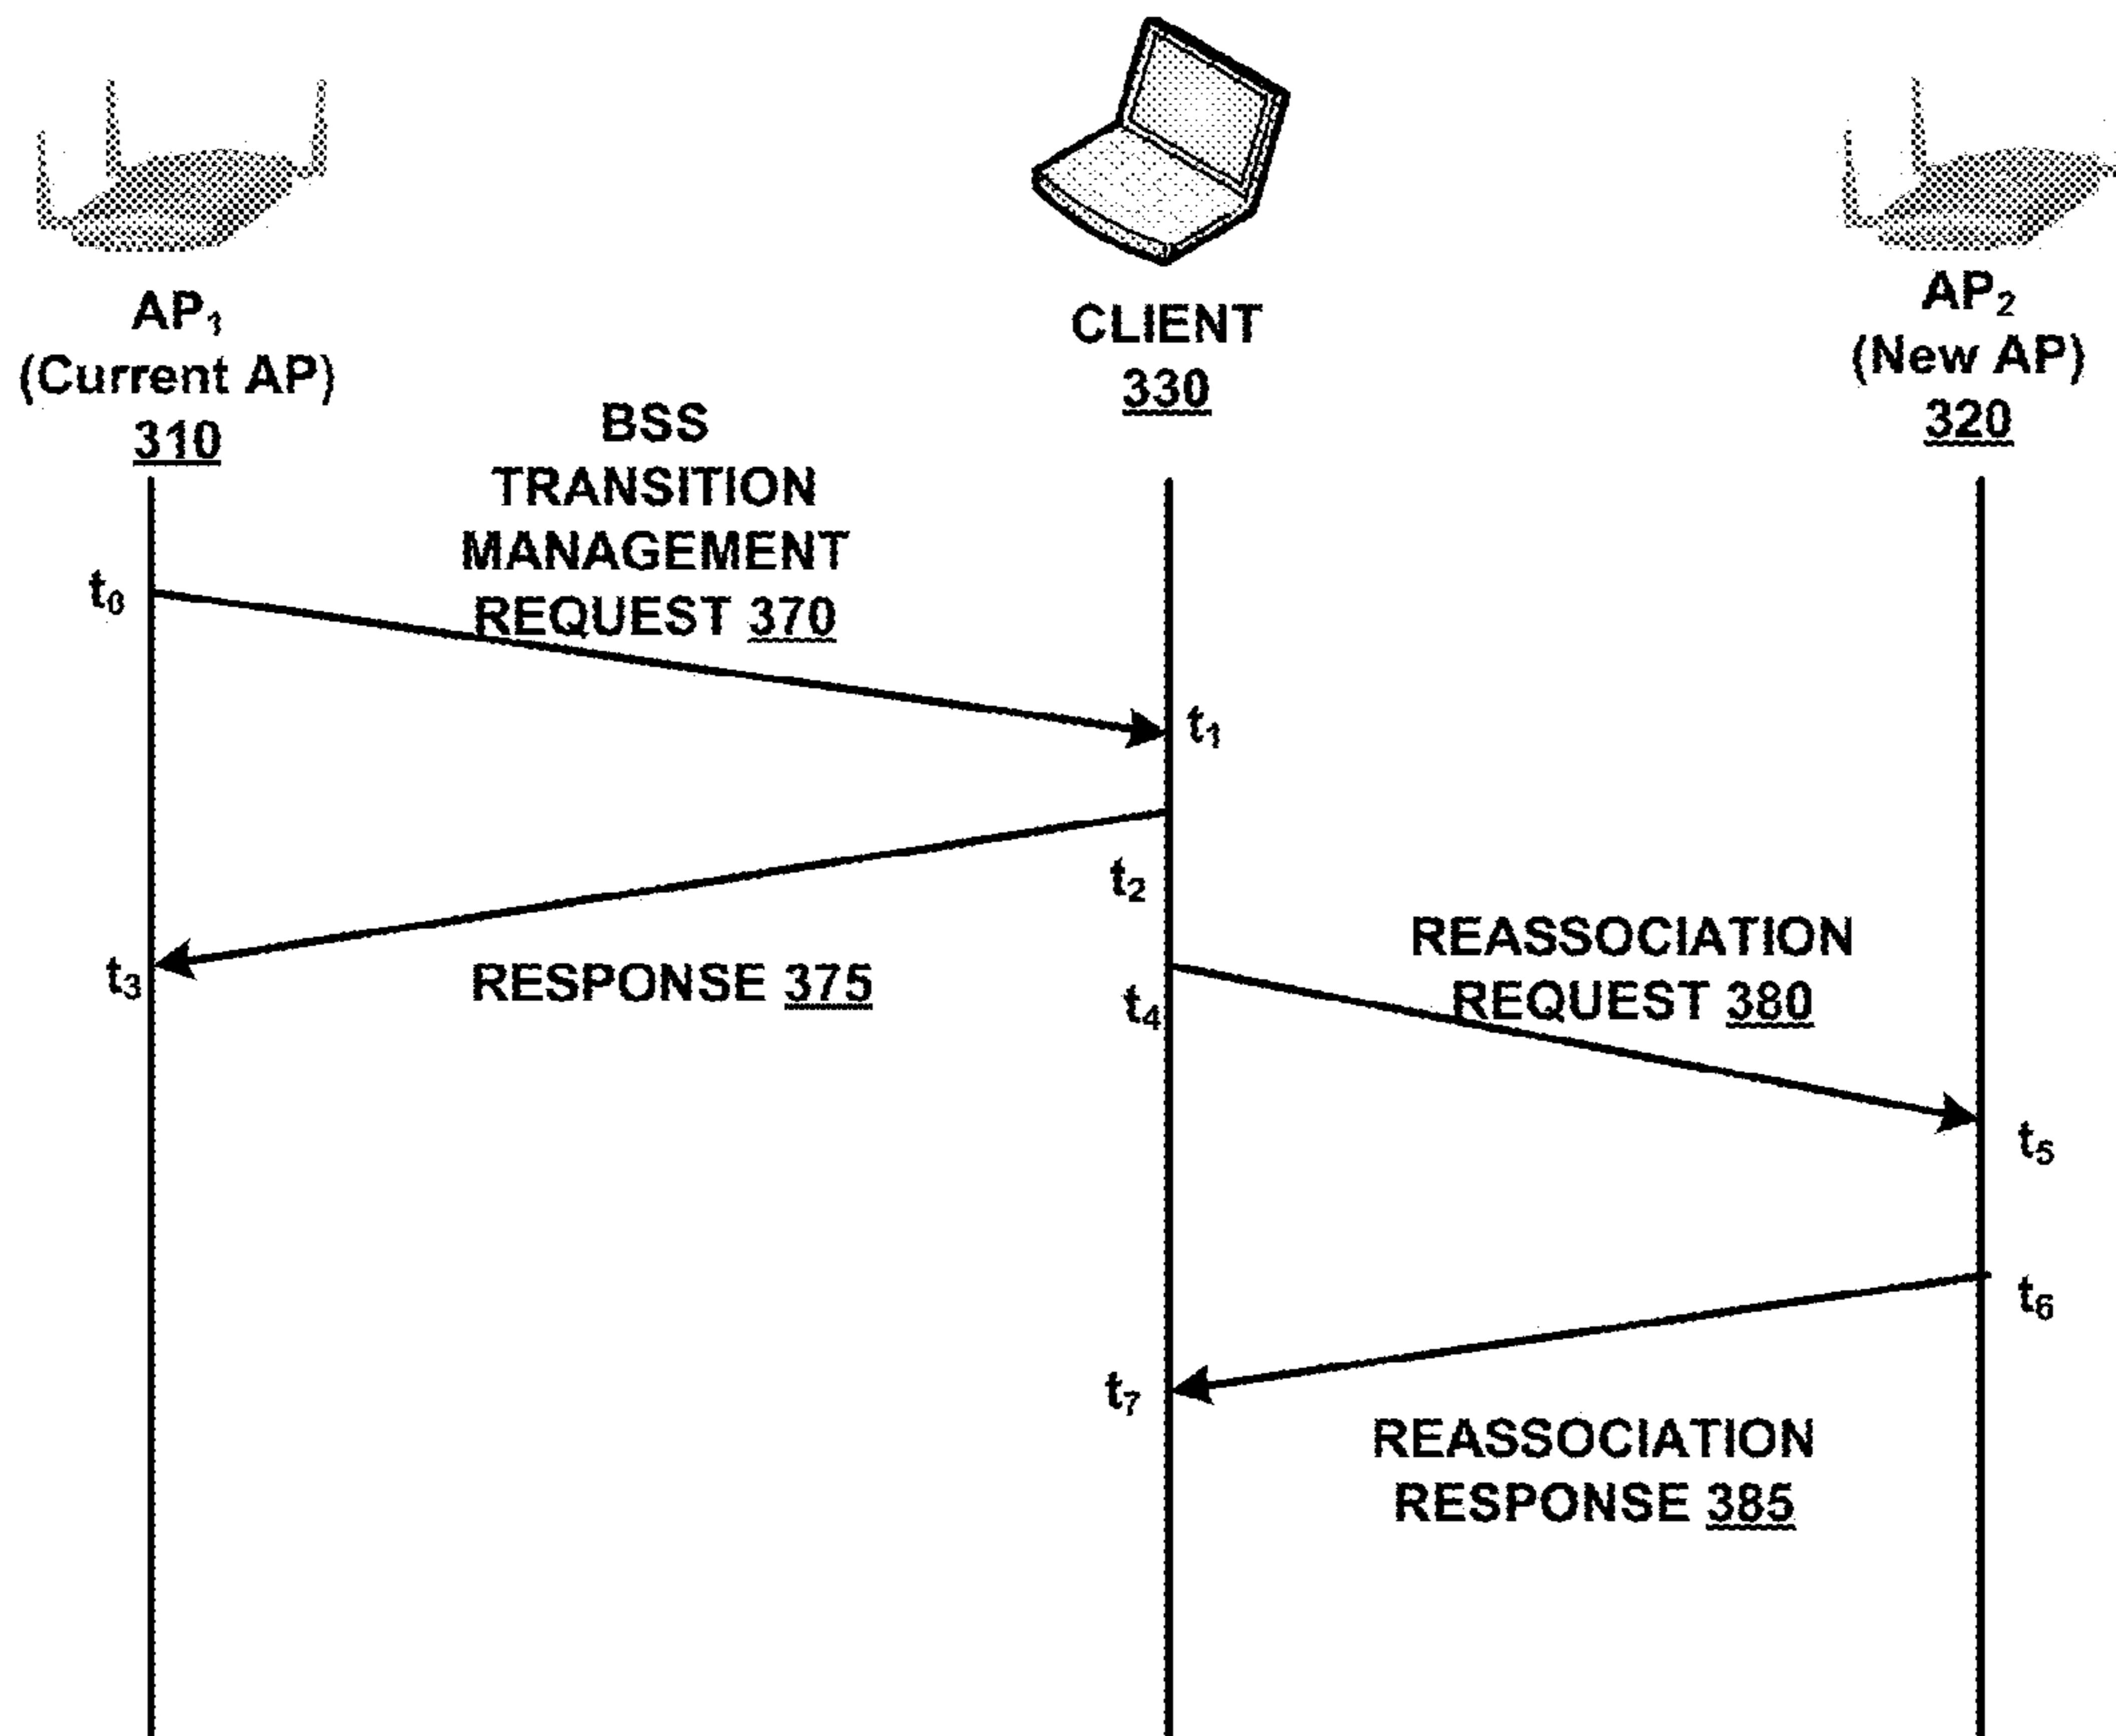 AP₁
(Current AP)
310
CLIENT
330
AP₂
(New AP)
320
BSS
TRANSITION
MANAGEMENT
REQUEST 370
t₀
t₁
t₂
t₃
RESPONSE 375
t₄
REASSOCIATION
REQUEST 380
t₅
t₆
t₇
REASSOCIATION
RESPONSE 385